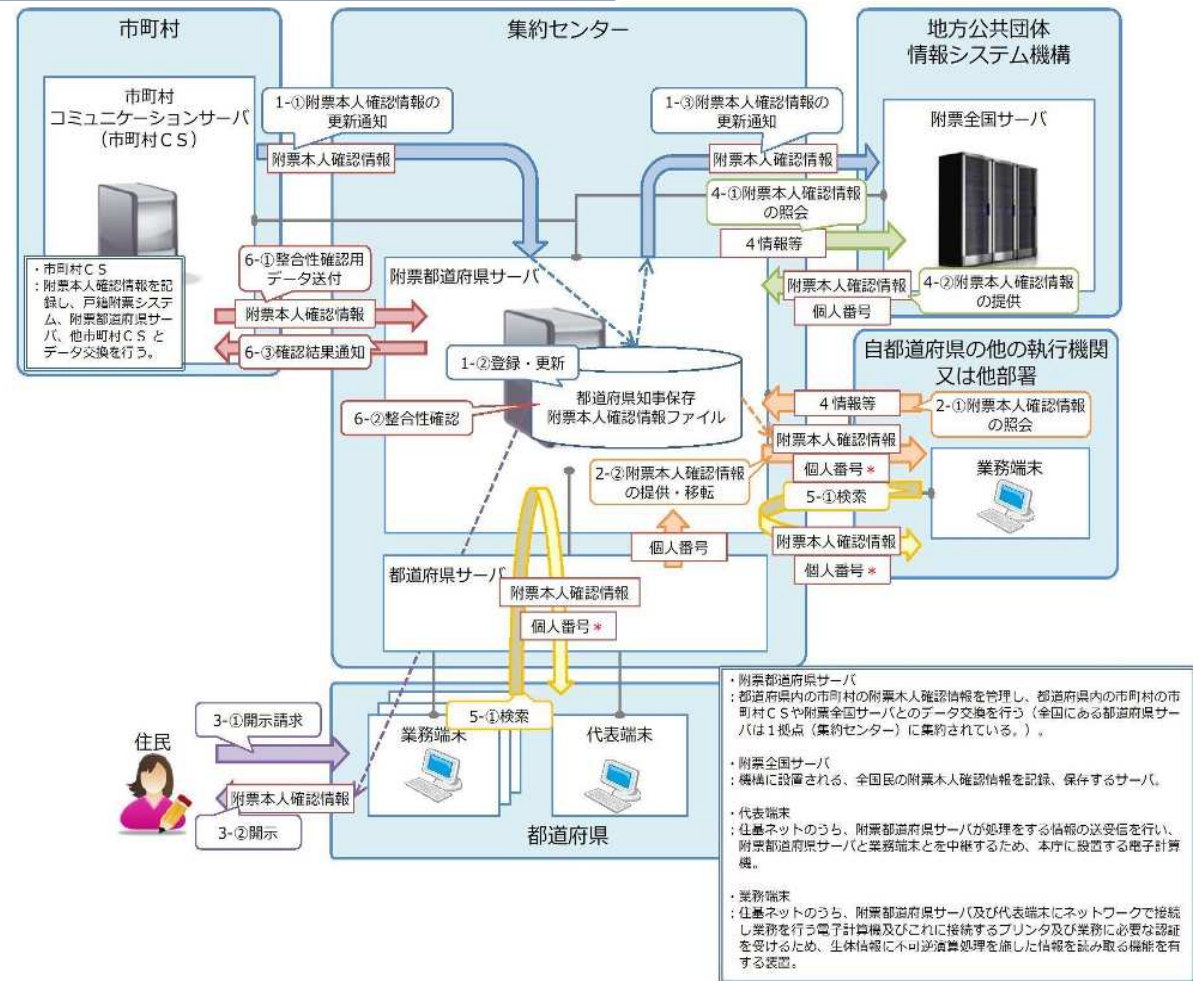 市町村
集約センター
地方公共団体
情報システム機構
市町村
コミュニケーションサーバ
(市町村CS)
1-①附票本人確認情報の
更新通知
附票本人確認情報
1-③附票本人確認情報の
更新通知
附票本人確認情報
附票全国サーバ
4-①附票本人確認情報
の照会
4情報等
附票本人確認情報
個人番号
4-②附票本人確認情報
の提供
・市町村CS
:附票本人確認情報を記
録し、戸籍附票システ
ム、附票都道府県サー
バ、他市町村CS と
データ交換を行う。
6-①整合性確認用
データ送付
附票本人確認情報
6-③確認結果通知
附票都道府県サーバ
1-②登録・更新
6-②整合性確認
都道府県知事保存
附票本人確認情報ファイル
自都道府県の他の執行機関
又は他部署
4情報等
2-①附票本人確認情報
の照会
附票本人確認情報
個人番号*
2-②附票本人確認情報
の提供・移転
業務端末
5-①検索
附票本人確認情報
個人番号*
個人番号
都道府県サーバ
附票本人確認情報
個人番号*
5-①検索
業務端末
代表端末
都道府県
住民
3-①開示請求
附票本人確認情報
3-②開示
・附票都道府県サーバ
:都道府県内の市町村の附票本人確認情報を管理し、都道府県内の市町村の市
町村CSや附票全国サーバとのデータ交換を行う(全国にある都道府県サー
バは1拠点(集約センター)に集約されている。)。
・附票全国サーバ
:機構に設置される、全国民の附票本人確認情報を記録、保存するサーバ。
・代表端末
:住基ネットのうち、附票都道府県サーバが処理をする情報の送受信を行い、
附票都道府県サーバと業務端末とを中継するため、本庁に設置する電子計算
機。
・業務端末
:住基ネットのうち、附票都道府県サーバ及び代表端末にネットワークで接続
し業務を行う電子計算機及びこれに接続するプリンタ及び業務に必要な認証
を受けるため、生体情報に不可逆演算処理を施した情報を読み取る機能を有
する装置。